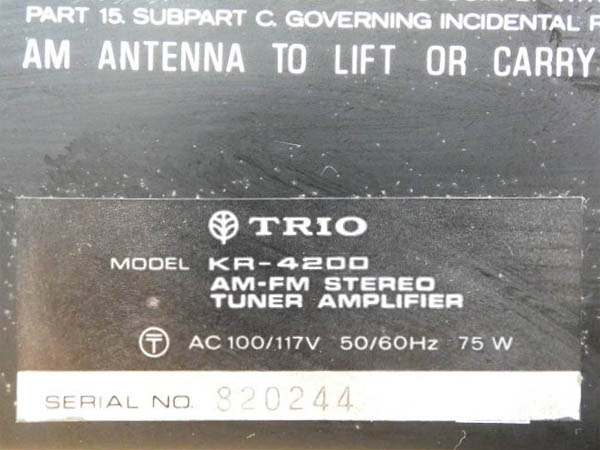 PART 15. SUBPART C. GOVERNING INCIDENTAL
AM ANTENNA TO LIFT OR CARRY
TRIO
MODEL KR-4200
AM-FM STEREO
TUNER AMPLIFIER
T AC 100/117V 50/60Hz 75 W
SERIAL NO. 820244